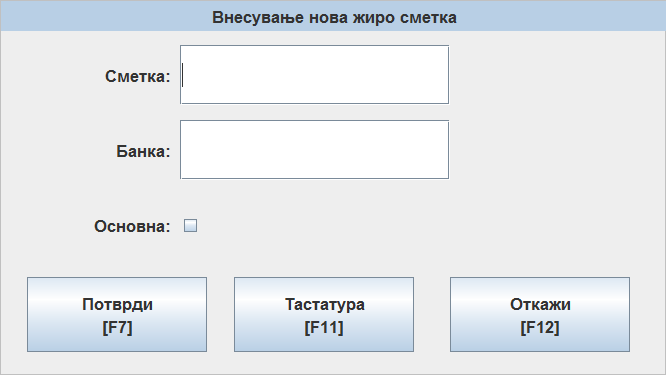 Внесување нова жиро сметка
Сметка:
Банка:
Основна:
Потврди
[F7]
Тастатура
[F11]
Откажи
[F12]